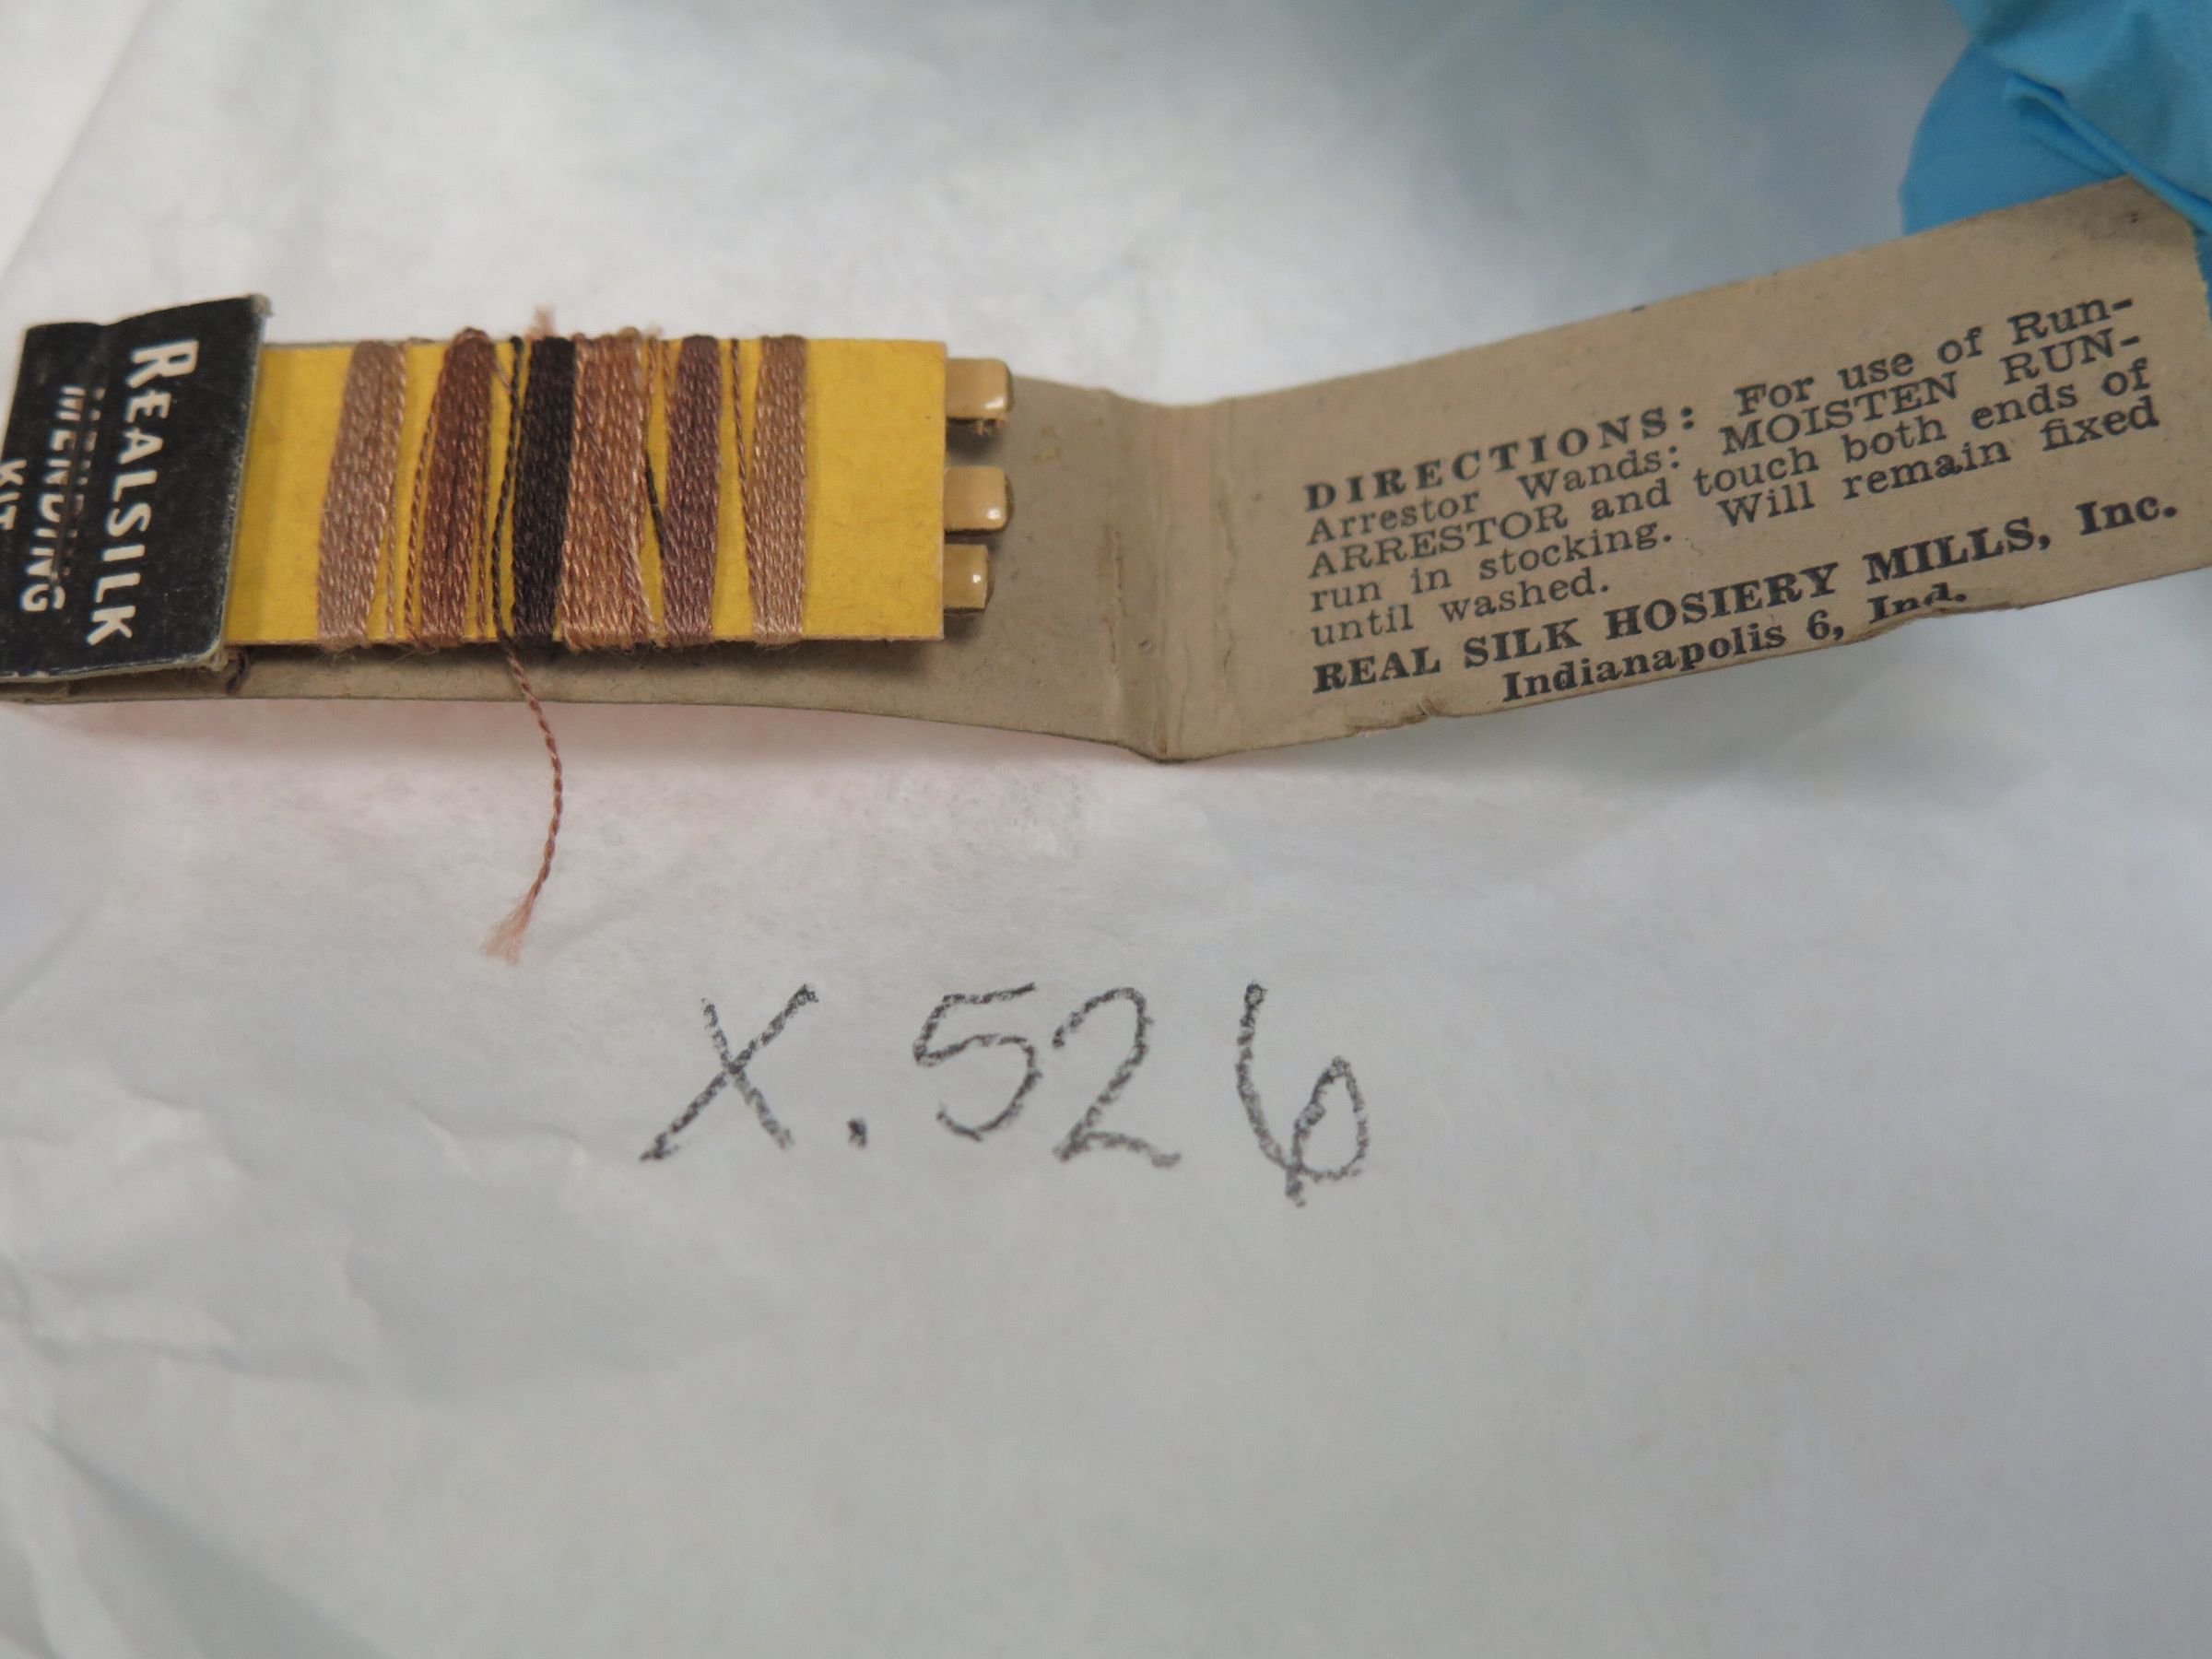 REALSILK
MENDING
KIT
DIRECTIONS: For use of Run-
Arrestor Wands: MOISTEN RUN-
ARRESTOR and touch both ends of
run in stocking. Will remain fixed
until washed.
REAL SILK HOSIERY MILLS, Inc.
Indianapolis 6, Ind.
X.526